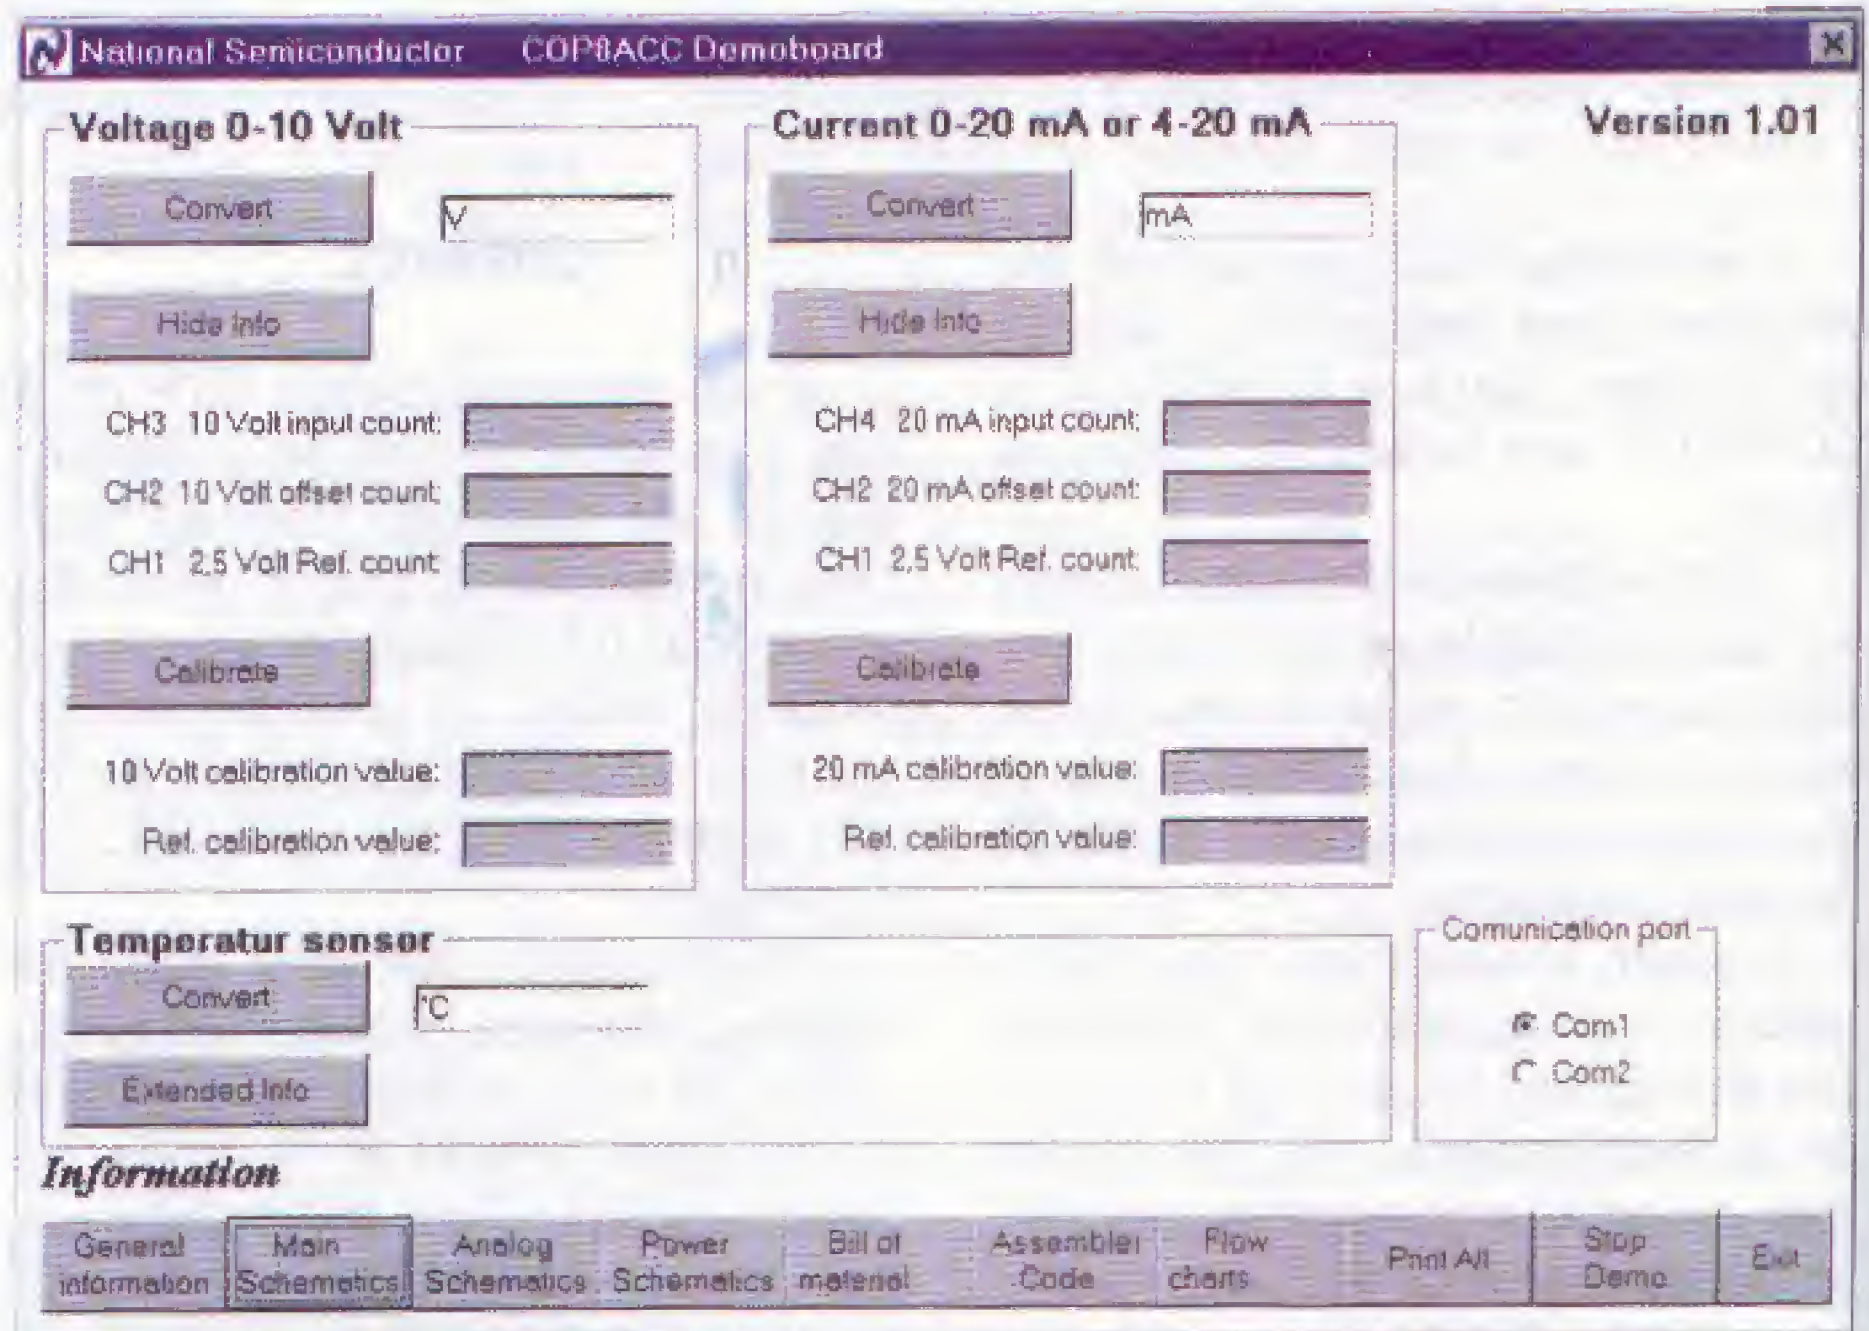 National Semiconductor COP8ACC Demoboard
Version 1.01
Voltage 0-10 Volt
Convert
V
Hide Info
CH3 10 Volt input count:
CH2 10 Volt offset count:
CH1 2,5 Volt Ref. count:
Calibrate
10 Volt calibration value:
Ref. calibration value:
Current 0-20 mA or 4-20 mA
Convert
mA
Hide Info
CH4 20 mA input count:
CH2 20 mA offset count:
CH1 2,5 Volt Ref. count:
Calibrate
20 mA calibration value:
Ref. calibration value:
Temperatur sensor
Convert
°C
Extended Info
Comunication port
Com1
Com2
Information
General
information
Main
Schematics
Analog
Schematics
Power
Schematics
Bill of
material
Assembler
Code
Flow
charts
Print All
Stop
Demo
Exit